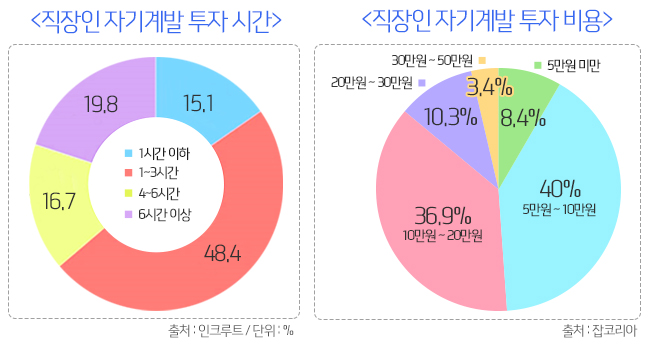 <직장인 자기계발 투자 시간>
15,1
48,4
16,7
19,8
1시간 이하
1~3시간
4~6시간
6시간 이상
출처 : 인크루트 / 단위 : %
<직장인 자기계발 투자 비용>
30만원 ~ 50만원
3,4%
5만원 미만
8,4%
20만원 ~ 30만원
10,3%
40%
5만원 ~ 10만원
36,9%
10만원 ~ 20만원
출처 : 잡코리아